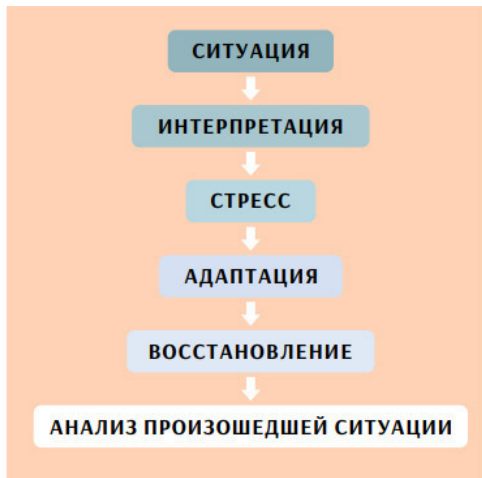 СИТУАЦИЯ
ИНТЕРПРЕТАЦИЯ
СТРЕСС
АДАПТАЦИЯ
ВОССТАНОВЛЕНИЕ
АНАЛИЗ ПРОИЗОШЕДШЕЙ СИТУАЦИИ